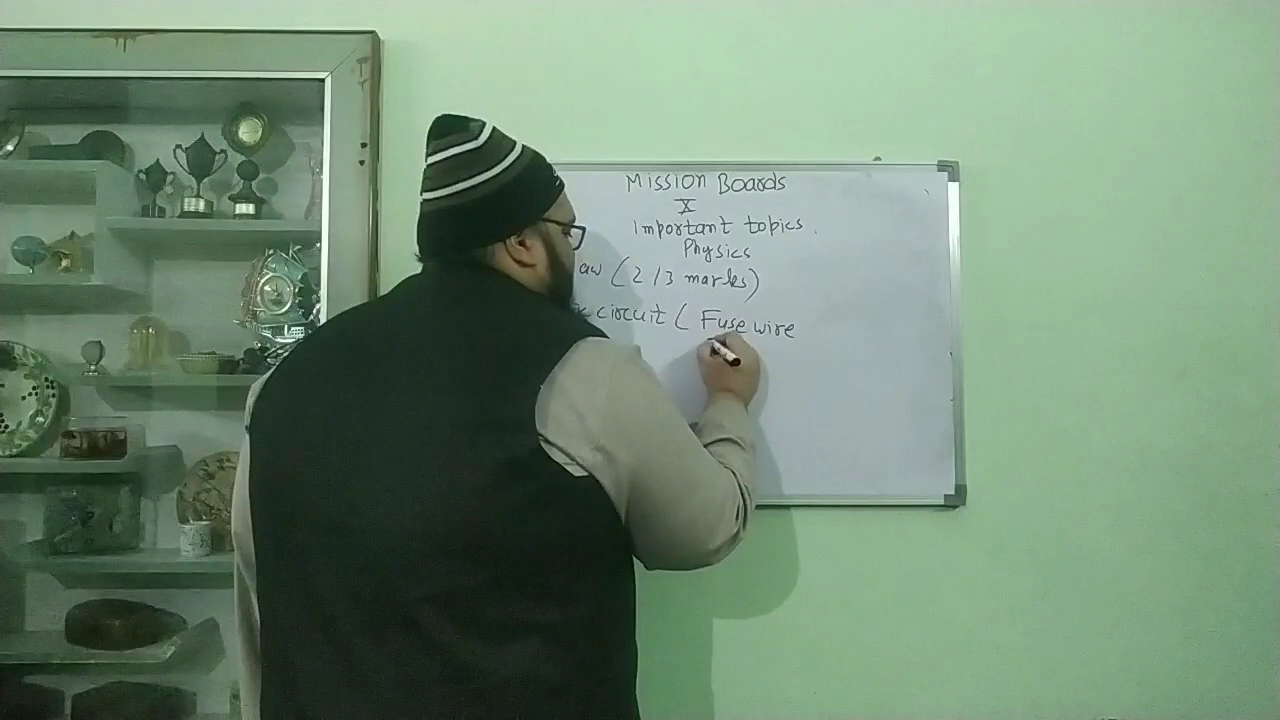 Mission Boards
X
Important topics.
Physics
aw (2/3 marks)
c circuit ( Fuse wire